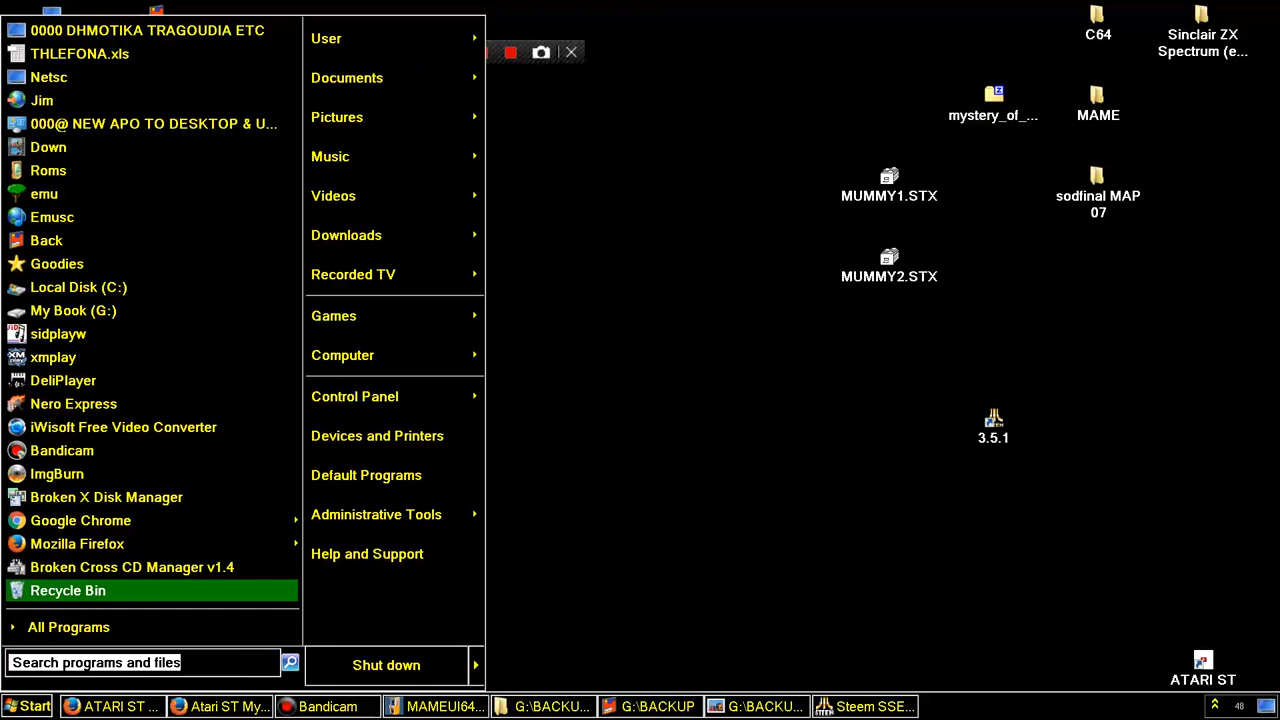 0000 DHMOTIKA TRAGOUDIA ETC
THLEFONA.xls
Netsc
Jim
000@ NEW APO TO DESKTOP & U...
Down
Roms
emu
Emusc
Back
Goodies
Local Disk (C:)
My Book (G:)
sidplayw
xmplay
DeliPlayer
Nero Express
iWisoft Free Video Converter
Bandicam
ImgBurn
Broken X Disk Manager
Google Chrome
Mozilla Firefox
Broken Cross CD Manager v1.4
Recycle Bin
All Programs
Search programs and files
User
Documents
Pictures
Music
Videos
Downloads
Recorded TV
Games
Computer
Control Panel
Devices and Printers
Default Programs
Administrative Tools
Help and Support
Shut down
C64
Sinclair ZX
Spectrum (e...
mystery_of_...
MAME
MUMMY1.STX
sodfinal MAP
07
MUMMY2.STX
3.5.1
ATARI ST
Start
ATARI ST ...
Atari ST My...
Bandicam
MAMEUI64...
G:\BACKU...
G:\BACKUP
G:\BACKU...
Steem SSE...
48